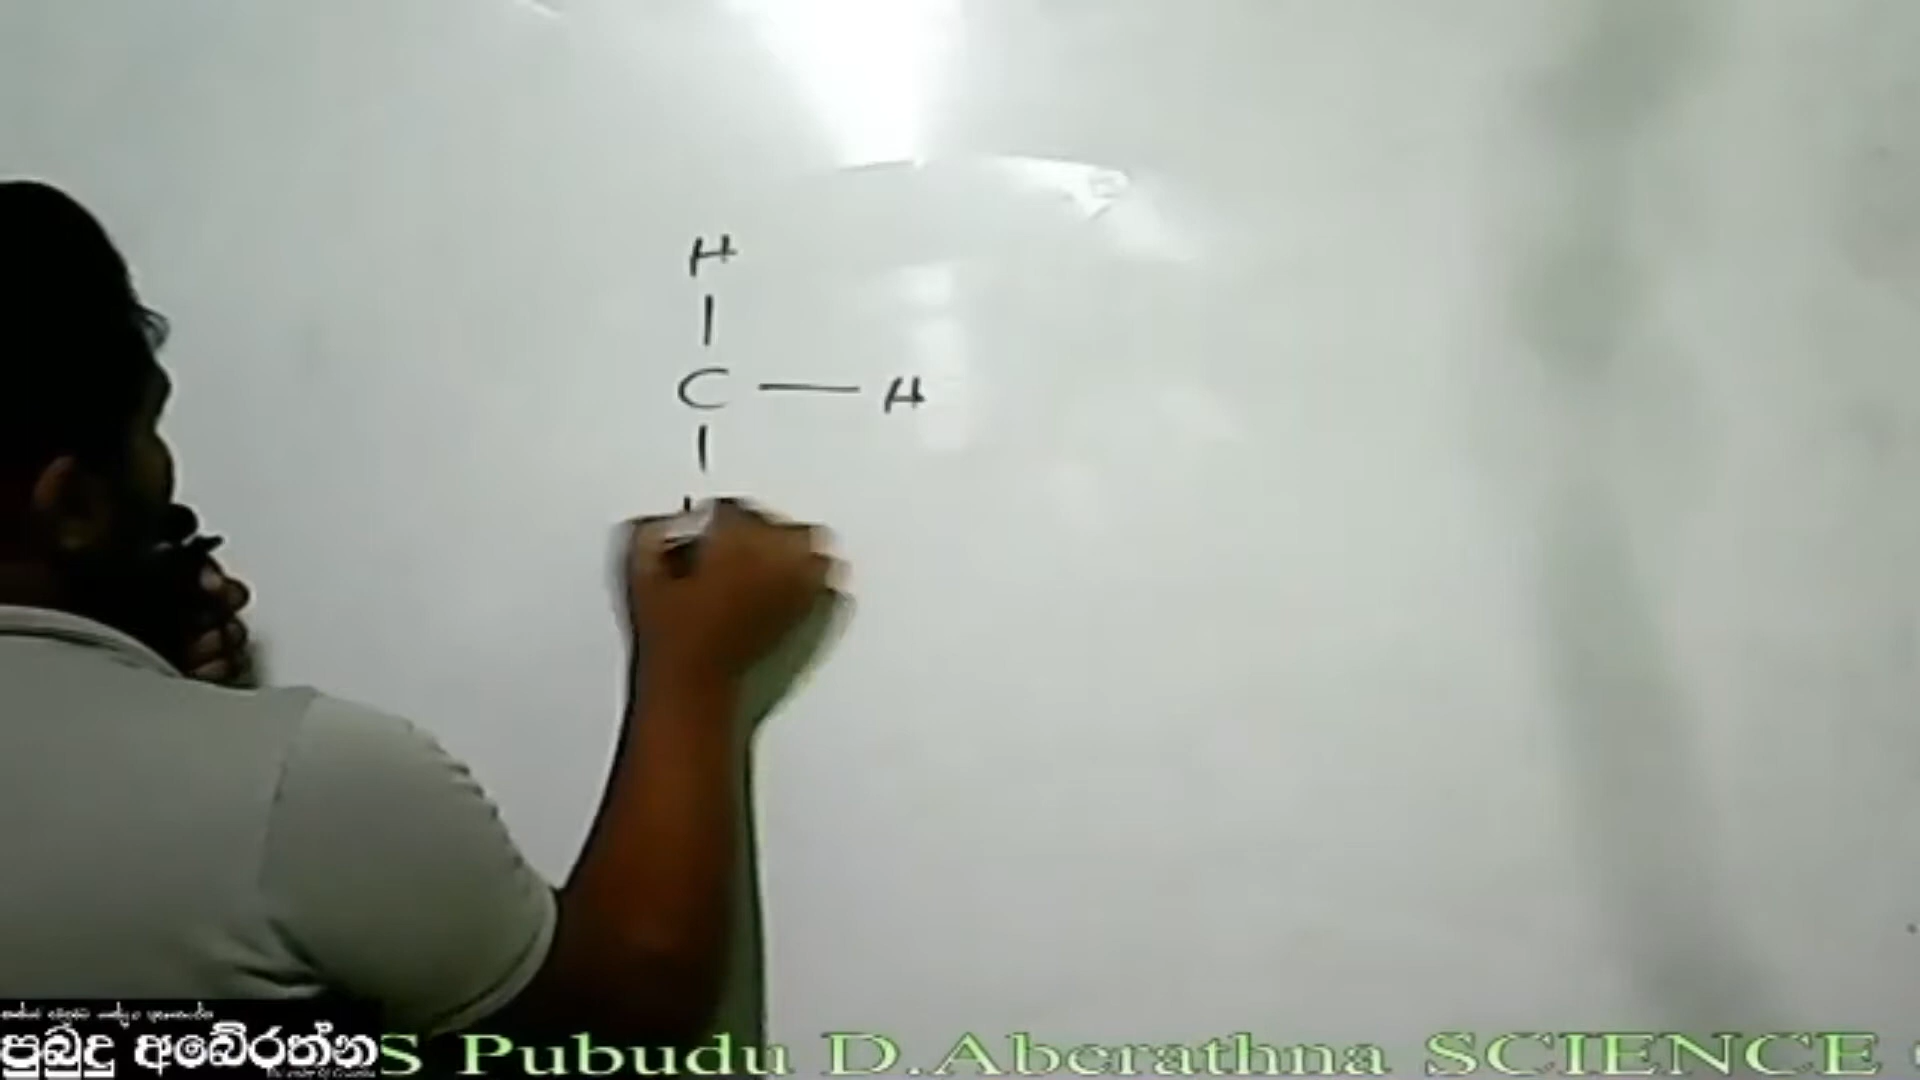 H
|
C — H
|
පුබුදු අබේරත්න
S Pubudu D.Aberathna SCIENCE